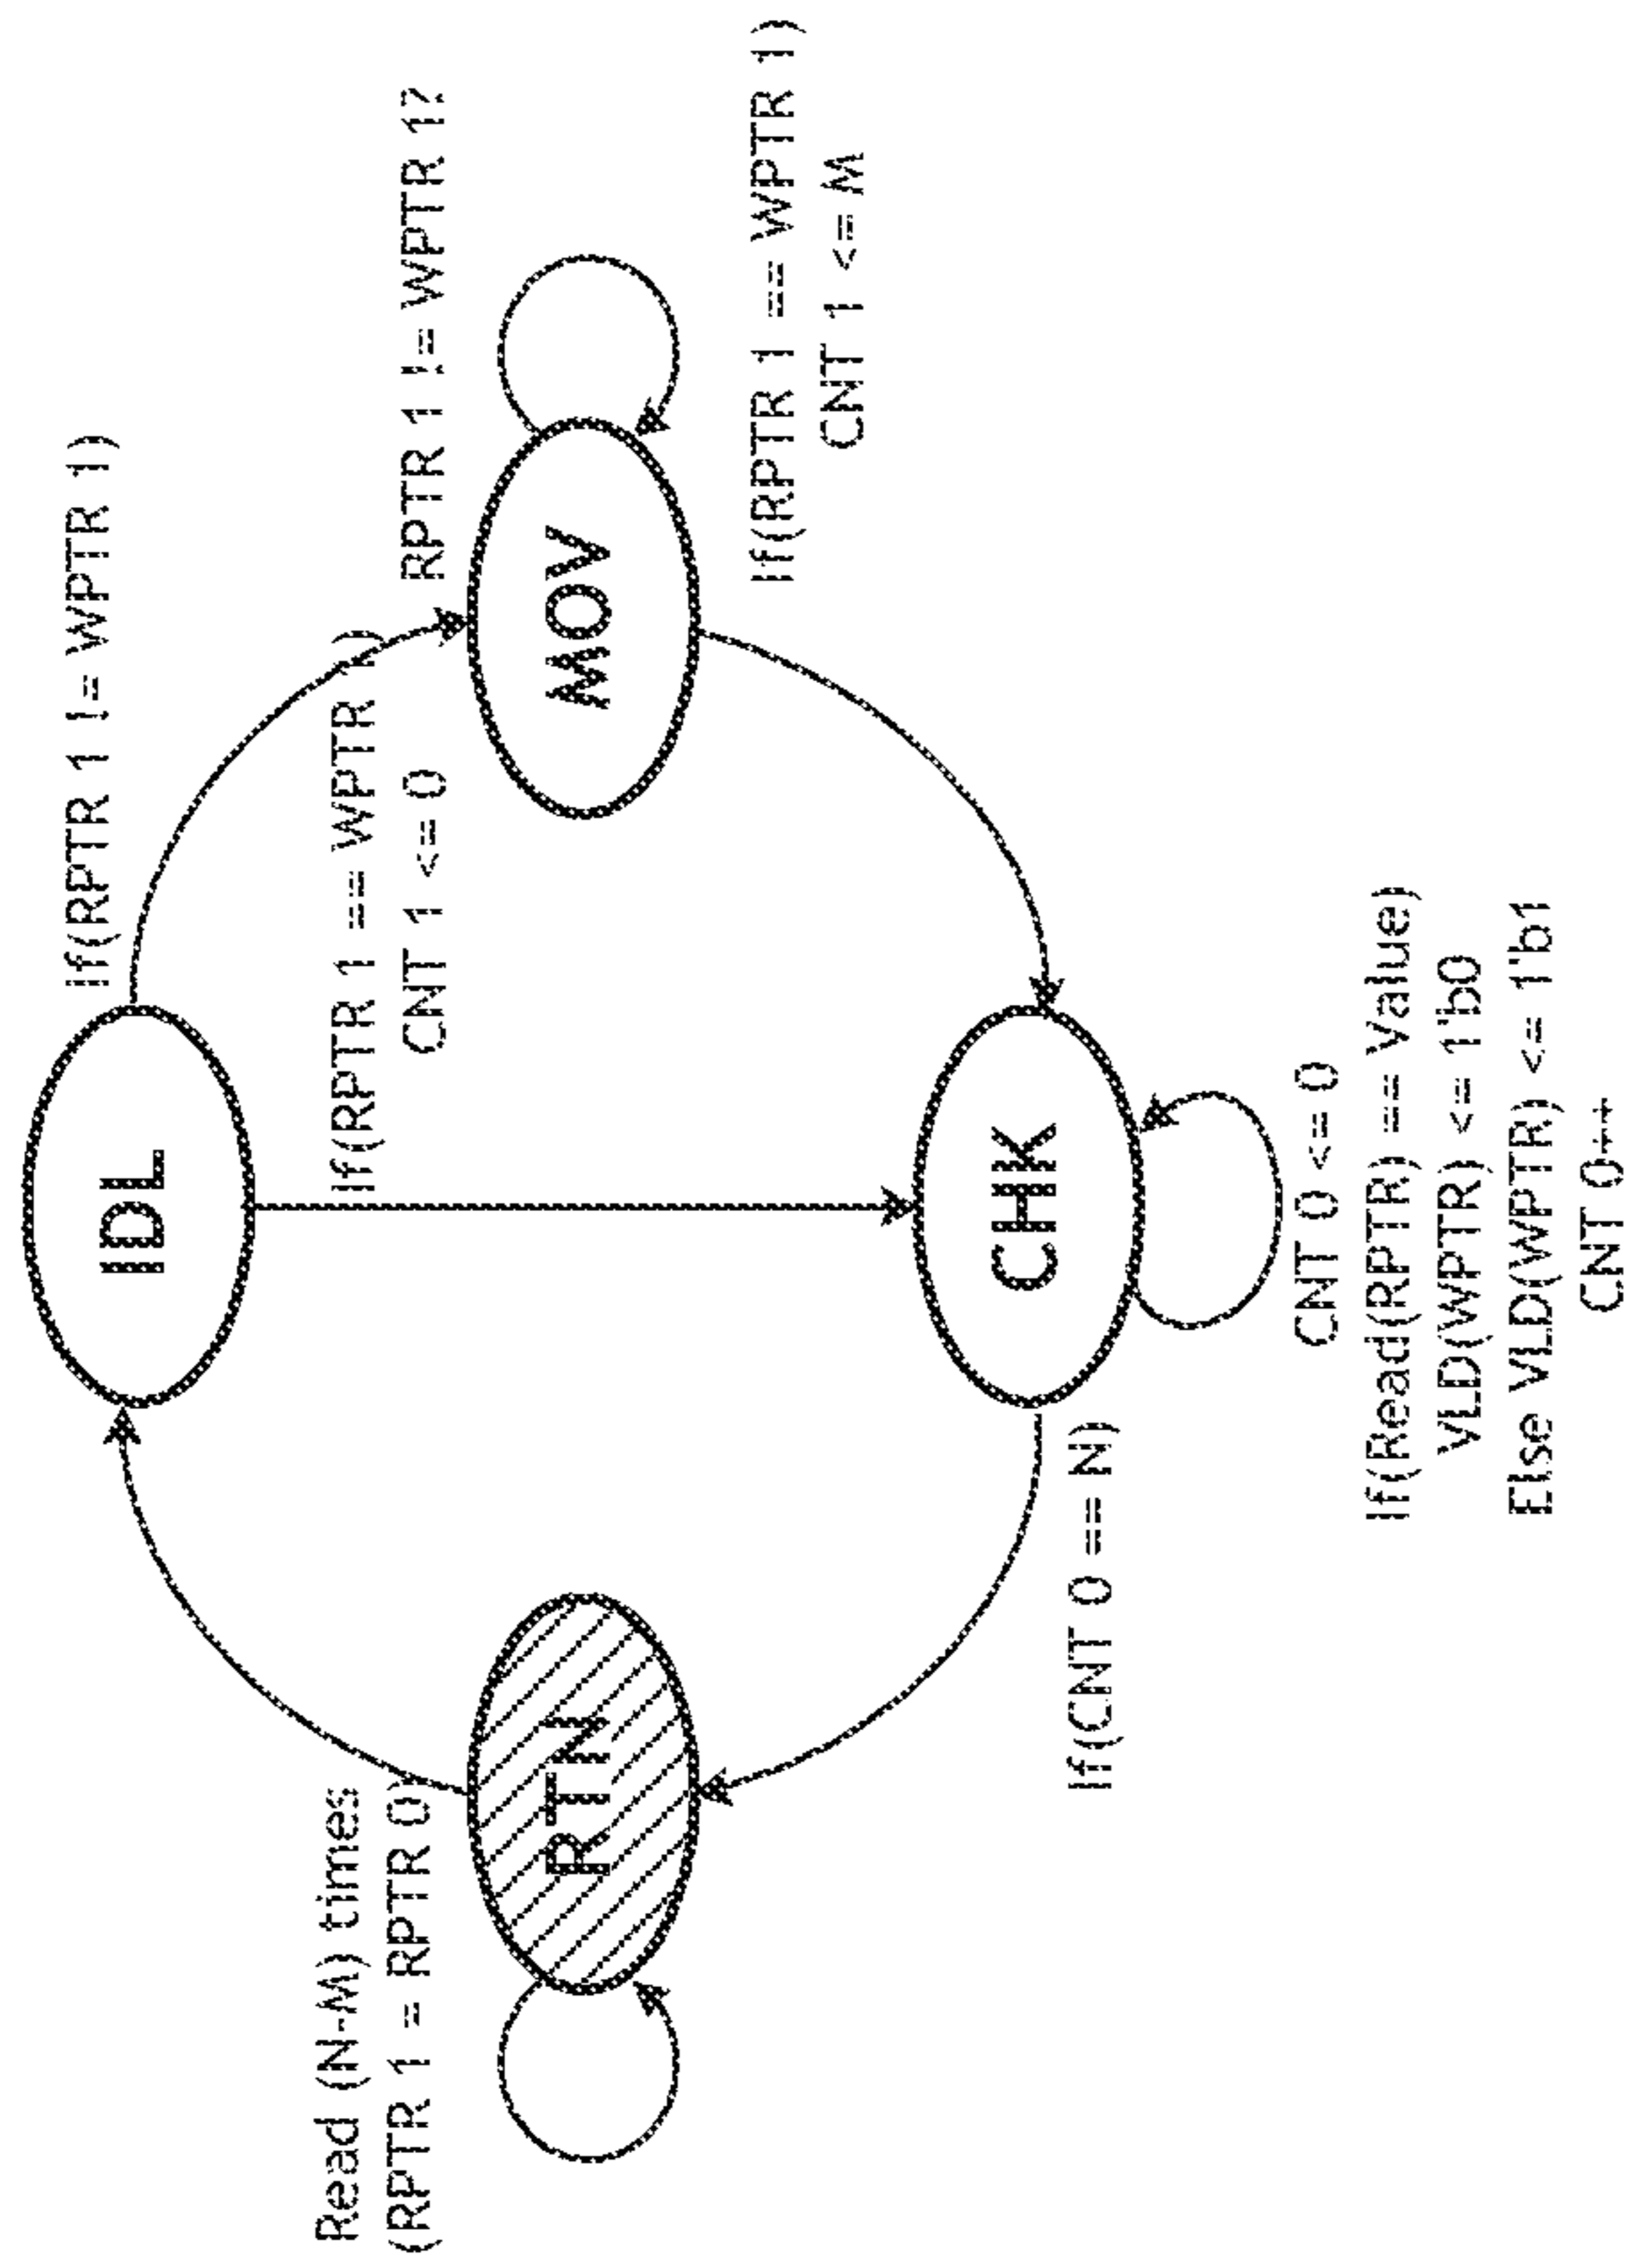 Read (N-M) times
(RPTR 1 = RPTR 0)
IDL
If(RPTR 1 != WPTR 1)
If(RPTR 1 == WPTR 1)
CNT 1 <= 0
RPTR 1 != WPTR 1?
RTN
MOV
If(RPTR 1 == WPTR 1)
CNT 1 <= M
CHK
If(CNT 0 == N)
CNT 0 <= 0
If(Read(RPTR) == Value)
VLD(WPTR) <= 1'b0
Else VLD(WPTR) <= 1'b1
CNT 0++